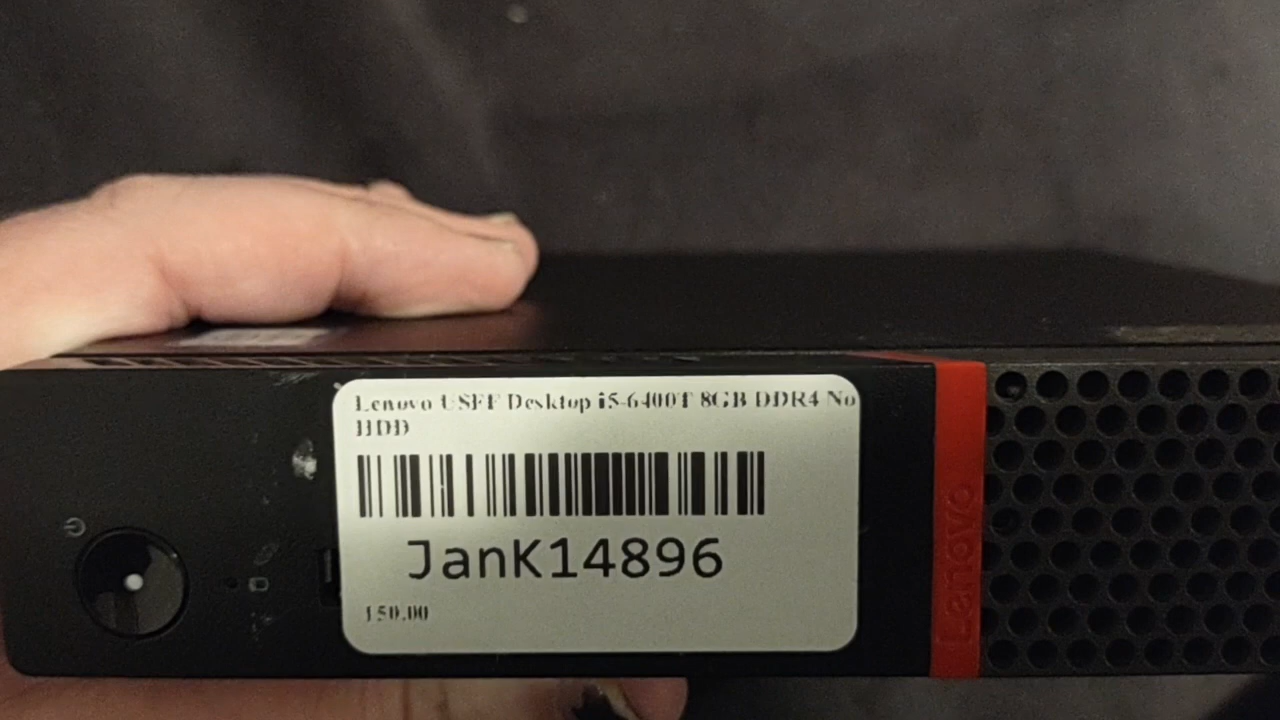 Lenovo USFF Desktop i5-6400T 8GB DDR4 No
HDD
JanK14896
150.00
Lenovo